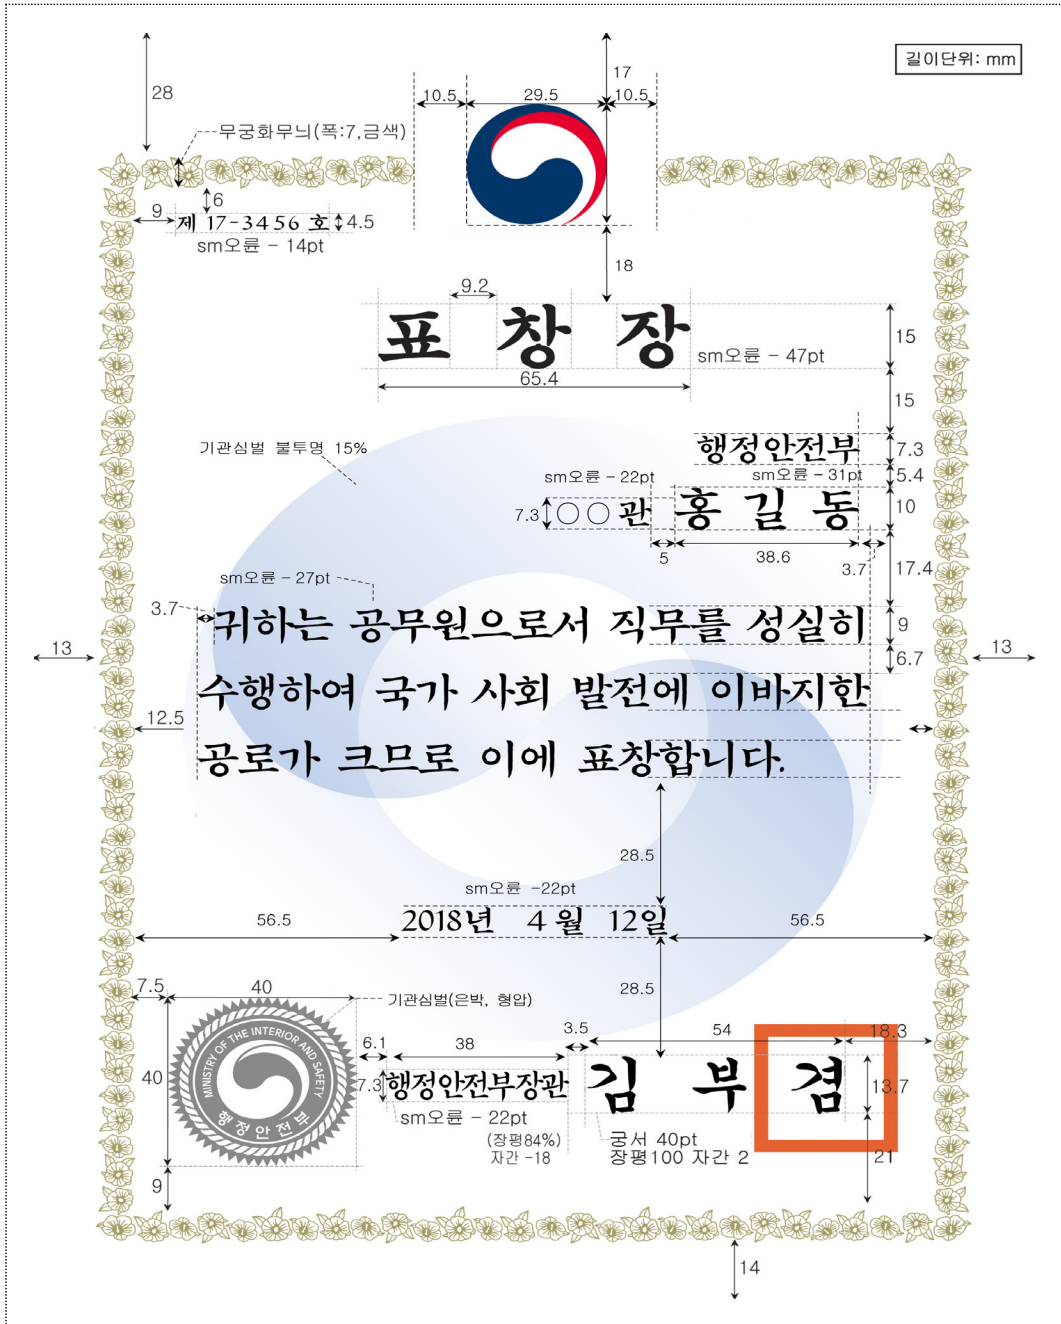 길이단위: mm
17
28
10.5 29.5 10.5
무궁화무늬(폭:7,금색)
6
9
제 17-3456 호 4.5
sm오륜 - 14pt
18
9.2
표 창 장
15
sm오륜 - 47pt
65.4
15
기관심벌 불투명 15%
행정안전부 7.3
sm오륜 - 22pt sm오륜 - 31pt 5.4
7.3 ○○관 홍 길 동 10
5 38.6 3.7 17.4
sm오륜 - 27pt
3.7
귀하는 공무원으로서 직무를 성실히 9
13 6.7 13
수행하여 국가 사회 발전에 이바지한
12.5
공로가 크므로 이에 표창합니다.
28.5
sm오륜 -22pt
56.5 2018년 4월 12일 56.5
7.5 40 28.5
기관심벌(은박, 형압)
3.5 54 18.3
6.1 38
MINISTRY OF THE INTERIOR AND SAFETY
행정안전부
40 7.3 행정안전부장관 김 부 겸 13.7
sm오륜 - 22pt
(장평84%)
자간 -18
궁서 40pt
장평100 자간 2
21
9
14